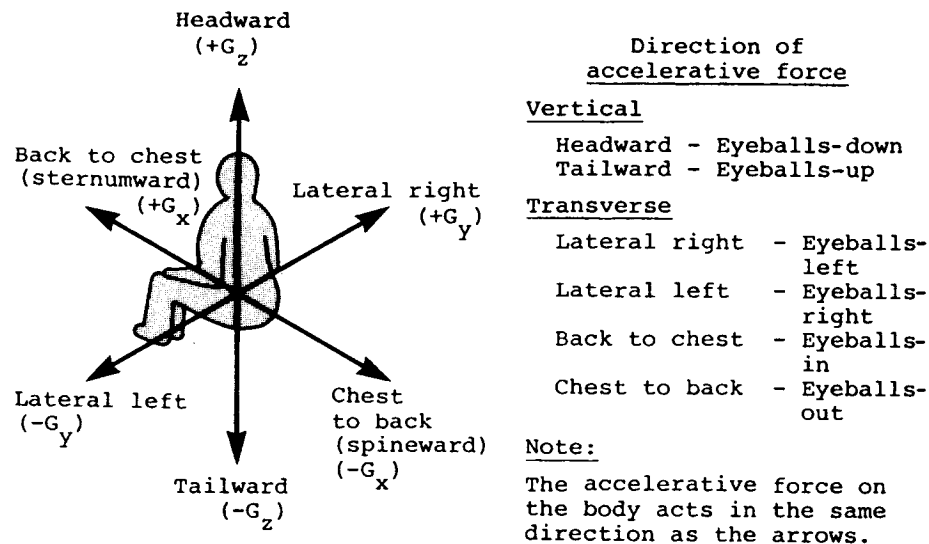 Headward
(+Gz)
Back to chest
(sternumward)
(+Gx)
Lateral right
(+Gy)
Lateral left
(-Gy)
Chest
to back
(spineward)
(-Gx)
Tailward
(-Gz)
Direction of
accelerative force
Vertical
Headward - Eyeballs-down
Tailward - Eyeballs-up
Transverse
Lateral right - Eyeballs-
left
Lateral left - Eyeballs-
right
Back to chest - Eyeballs-
in
Chest to back - Eyeballs-
out
Note:
The accelerative force on
the body acts in the same
direction as the arrows.